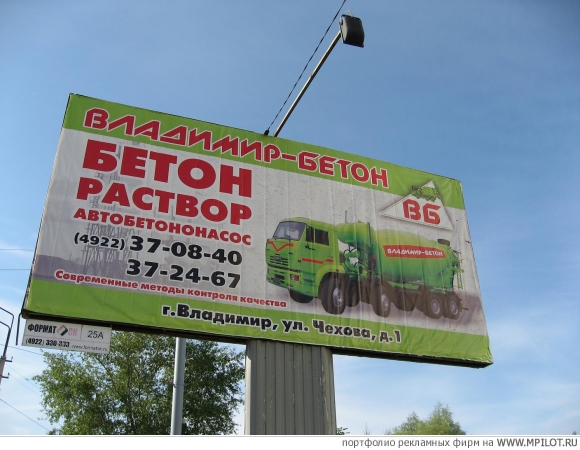 ВЛАДИМИР-БЕТОН
БЕТОН
РАСТВОР
АВТОБЕТОНОНАСОС
(4922) 37-08-40
37-24-67
Современные методы контроля качества
г.Владимир, ул. Чехова, д.1
ВБ
ВЛАДИМИР-БЕТОН
ФОРМАТ
25А
(4922) 330-333
портфолио рекламных фирм на WWW.MPILOT.RU